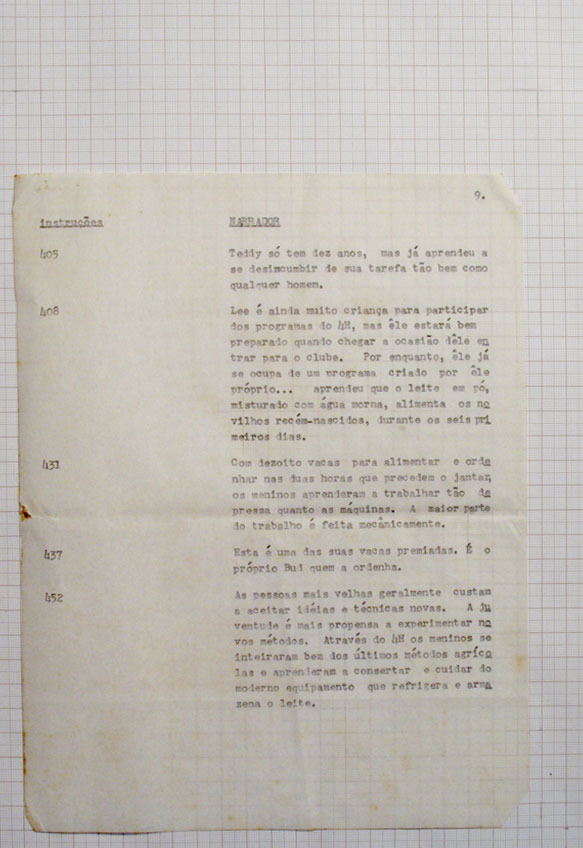 9.
instruções NARRADOR
405 Teddy só tem dez anos, mas já aprendeu a
se desimcumbir de sua tarefa tão bem como
qualquer homem.
408 Lee é ainda muito criança para participar
dos programas do 4H, mas êle estará bem
preparado quando chegar a ocasião dêle en
trar para o clube. Por enquanto, êle já
se ocupa de um programa criado por êle
próprio... aprendeu que o leite em pó,
misturado com água morna, alimenta os no
vilhos recém-nascidos, durante os seis pri
meiros dias.
431 Com dezoito vacas para alimentar e orde
nhar nas duas horas que precedem o jantar,
os meninos aprenderam a trabalhar tão de
pressa quanto as máquinas. A maior parte
do trabalho é feita mecânicamente.
437 Esta é uma das suas vacas premiadas. É o
próprio Bud quem a ordenha.
452 As pessoas mais velhas geralmente custam
a aceitar idéias e técnicas novas. A ju
ventude é mais propensa a experimentar no
vos métodos. Através do 4H os meninos se
inteiraram bem dos últimos métodos agríco
las e aprenderam a consertar e cuidar do
moderno equipamento que refrigera e arma
zena o leite.